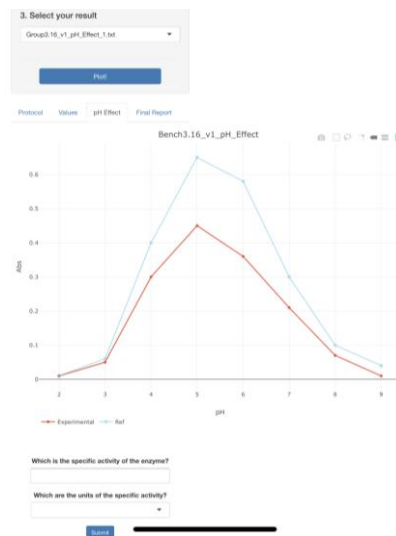 3. Select your result
Group3.16_v1_pH_Effect_1.txt
Plot!
Protocol Values pH Effect Final Report
Bench3.16_v1_pH_Effect
0.6
0.5
0.4
0.3
0.2
0.1
0
Abs
2 3 4 5 6 7 8 9
pH
Experimental Ref
Which is the specific activity of the enzyme?
Which are the units of the specific activity?
Submit